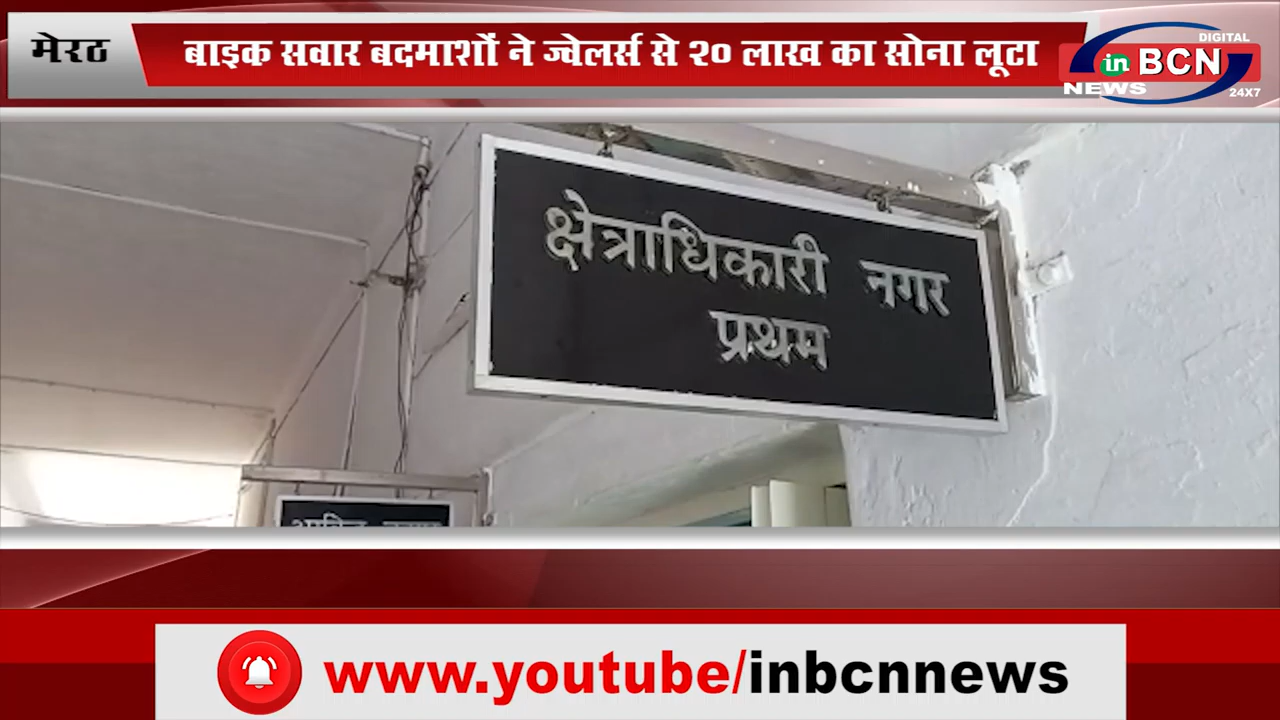 मेरठ
बाइक सवार बदमाशों ने ज्वेलर्स से २० लाख का सोना लूटा
DIGITAL
in BCN
NEWS
24X7
क्षेत्राधिकारी नगर
प्रथम
www.youtube/inbcnnews